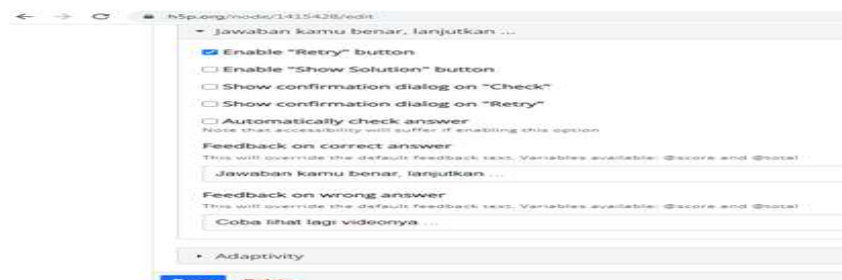 h5p.org/node/1415428/edit
Jawaban kamu benar, lanjutkan ...
Enable "Retry" button
Enable "Show Solution" button
Show confirmation dialog on "Check"
Show confirmation dialog on "Retry"
Automatically check answer
Note that accessibility will suffer if enabling this option
Feedback on correct answer
This will override the default feedback text. Variables available: @score and @total
Jawaban kamu benar, lanjutkan ...
Feedback on wrong answer
This will override the default feedback text. Variables available: @score and @total
Coba lihat lagi videonya ...
Adaptivity